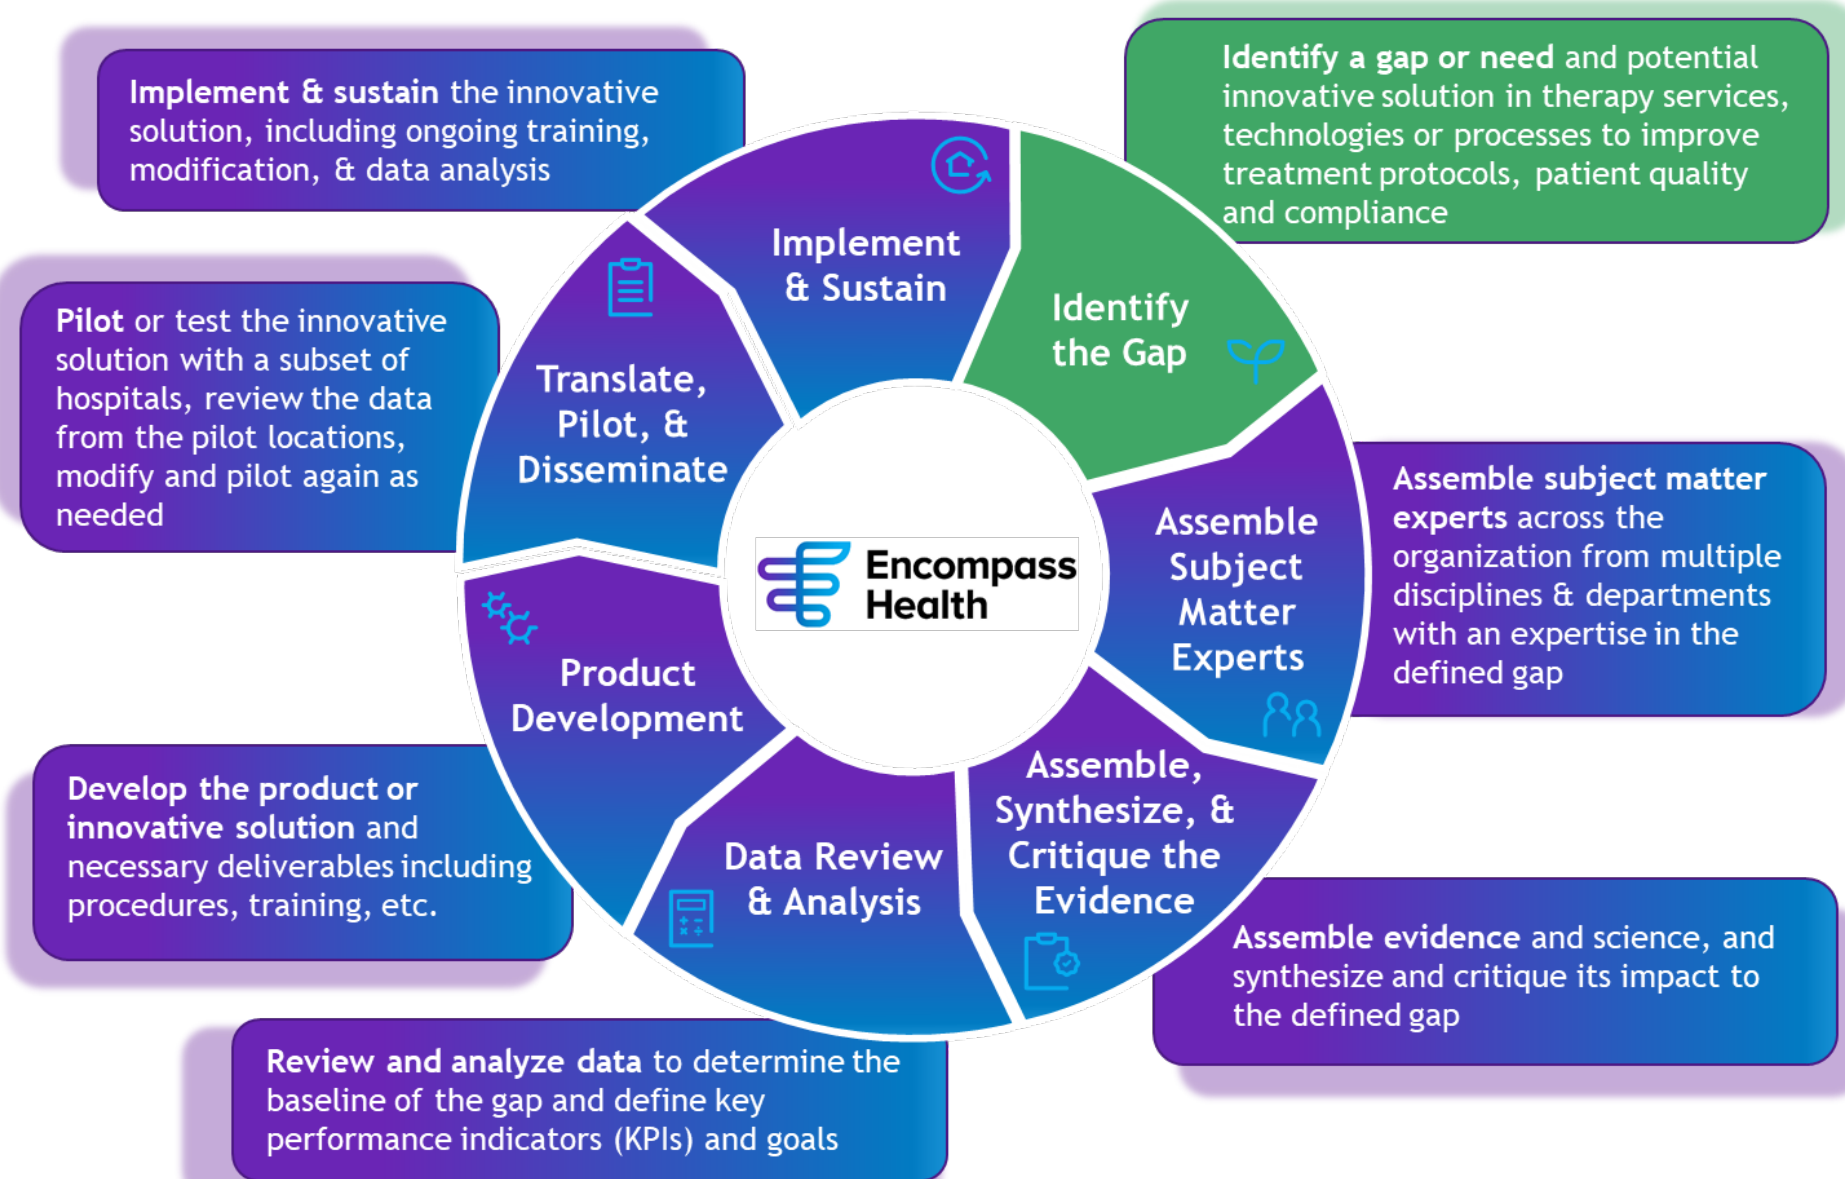 Implement & sustain the innovative
solution, including ongoing training,
modification, & data analysis
Identify a gap or need and potential
innovative solution in therapy services,
technologies or processes to improve
treatment protocols, patient quality
and compliance
Implement
& Sustain
Identify
the Gap
Pilot or test the innovative
solution with a subset of
hospitals, review the data
from the pilot locations,
modify and pilot again as
needed
Translate,
Pilot, &
Disseminate
Assemble
Subject
Matter
Experts
Assemble subject matter
experts across the
organization from multiple
disciplines & departments
with an expertise in the
defined gap
Encompass
Health
Product
Development
Develop the product or
innovative solution and
necessary deliverables including
procedures, training, etc.
Data Review
& Analysis
Assemble,
Synthesize, &
Critique the
Evidence
Assemble evidence and science, and
synthesize and critique its impact to
the defined gap
Review and analyze data to determine the
baseline of the gap and define key
performance indicators (KPIs) and goals